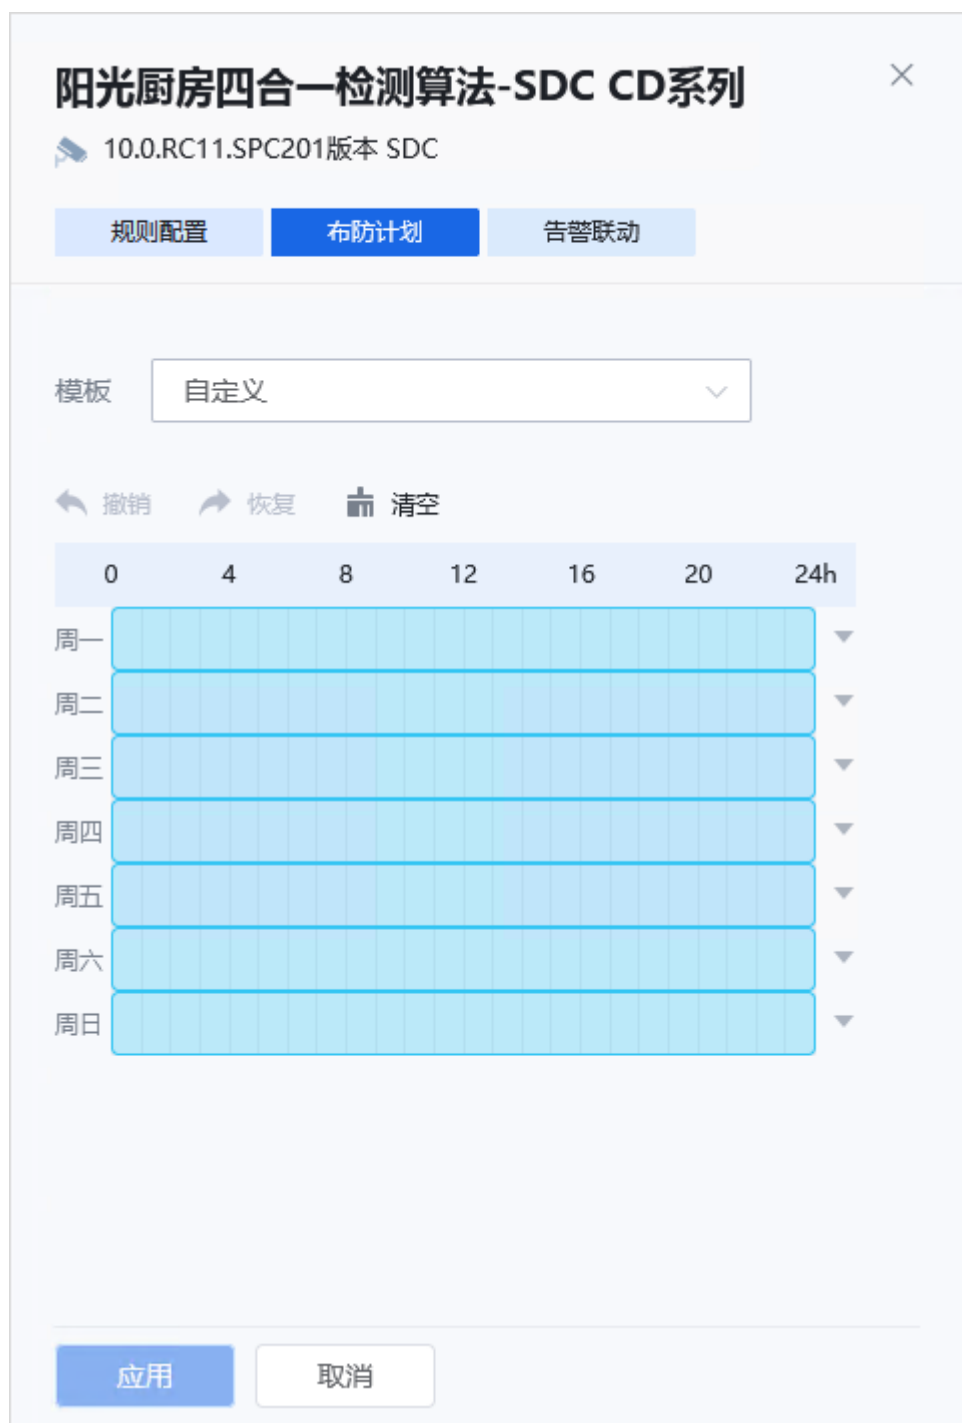 阳光厨房四合一检测算法-SDC CD系列
10.0.RC11.SPC201版本 SDC
规则配置 布防计划 告警联动
模板 自定义
撤销 恢复 清空
0 4 8 12 16 20 24h
周一
周二
周三
周四
周五
周六
周日
应用 取消